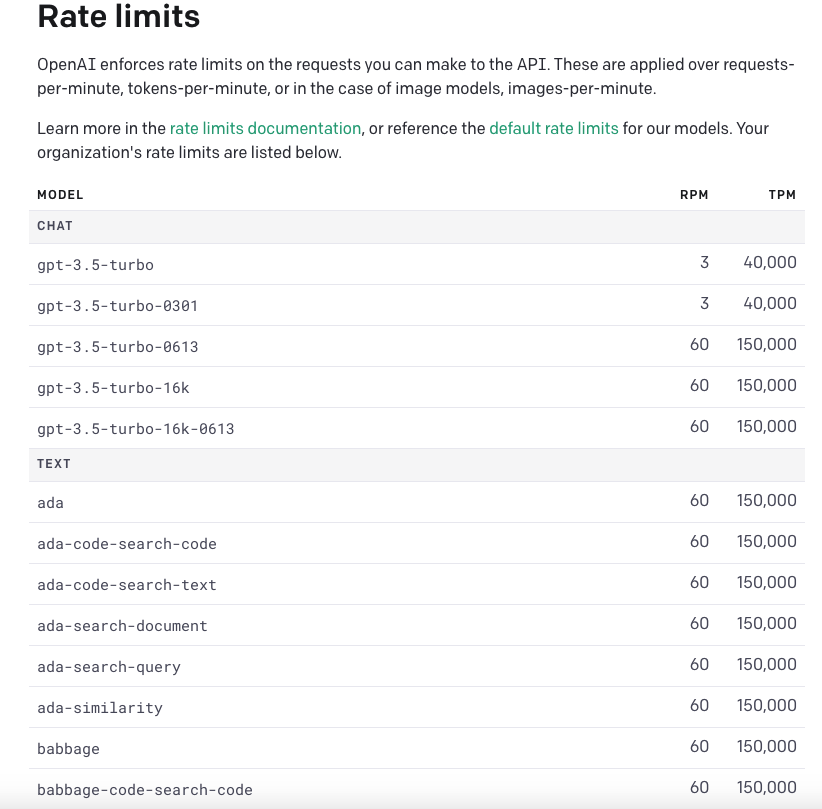 Rate limits
OpenAI enforces rate limits on the requests you can make to the API. These are applied over requests-
per-minute, tokens-per-minute, or in the case of image models, images-per-minute.
Learn more in the rate limits documentation, or reference the default rate limits for our models. Your
organization's rate limits are listed below.
MODEL RPM TPM
CHAT
gpt-3.5-turbo 3 40,000
gpt-3.5-turbo-0301 3 40,000
gpt-3.5-turbo-0613 60 150,000
gpt-3.5-turbo-16k 60 150,000
gpt-3.5-turbo-16k-0613 60 150,000
TEXT
ada 60 150,000
ada-code-search-code 60 150,000
ada-code-search-text 60 150,000
ada-search-document 60 150,000
ada-search-query 60 150,000
ada-similarity 60 150,000
babbage 60 150,000
babbage-code-search-code 60 150,000